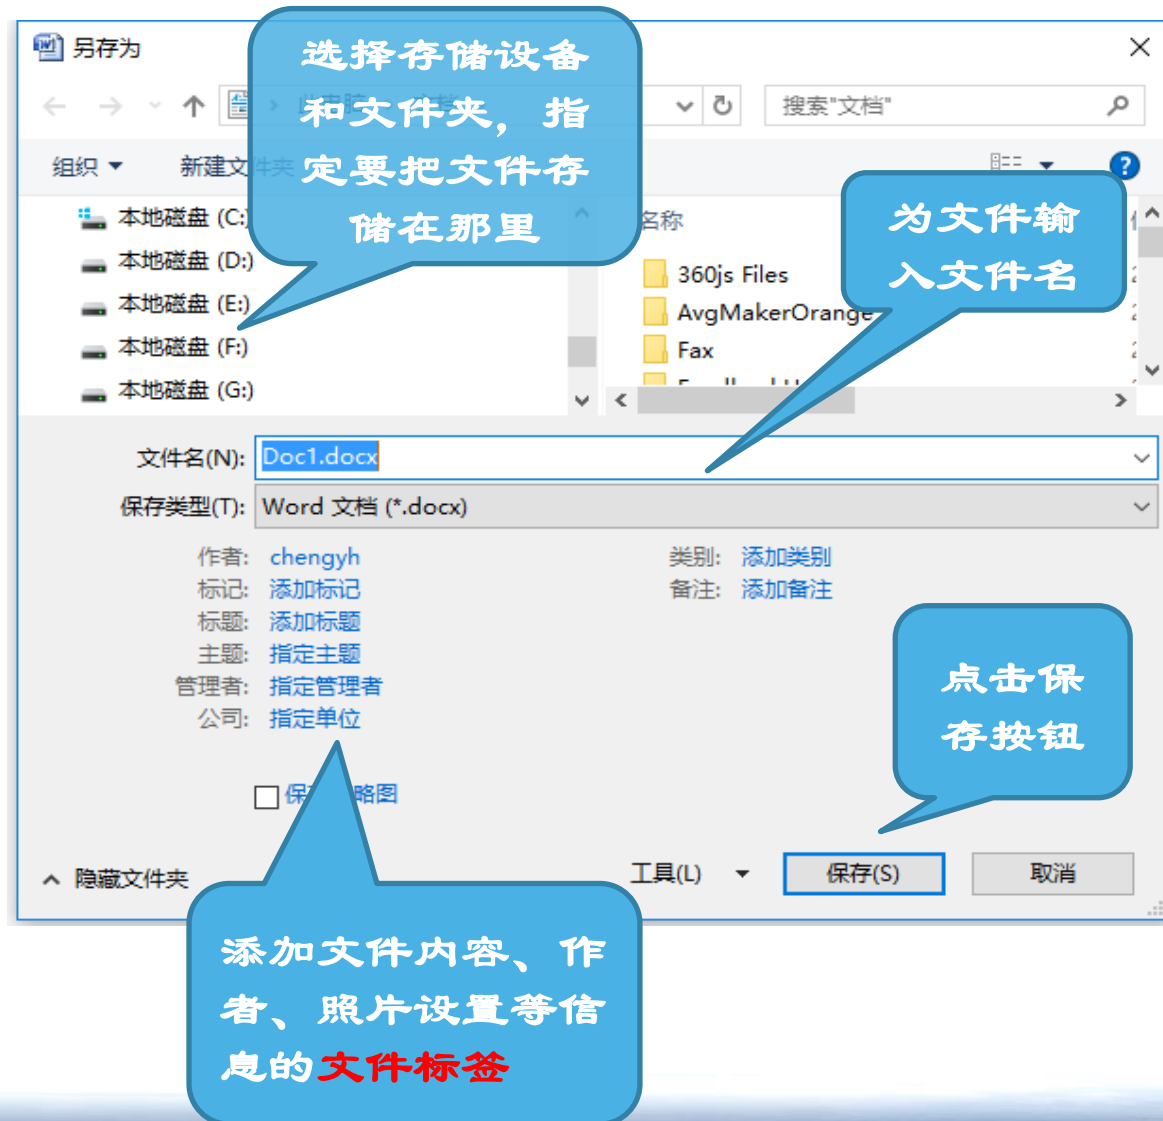 另存为
选择存储设备
和文件夹，指
定要把文件存
储在那里
搜索"文档"
组织
新建文件夹
本地磁盘 (C:)
本地磁盘 (D:)
本地磁盘 (E:)
本地磁盘 (F:)
本地磁盘 (G:)
名称
360js Files
AvgMakerOrange
Fax
为文件输
入文件名
文件名(N): Doc1.docx
保存类型(T): Word 文档 (*.docx)
作者: chengyh
标记: 添加标记
标题: 添加标题
主题: 指定主题
管理者: 指定管理者
公司: 指定单位
类别: 添加类别
备注: 添加备注
点击保
存按钮
隐藏文件夹
工具(L)
保存(S)
取消
添加文件内容、作
者、照片设置等信
息的文件标签